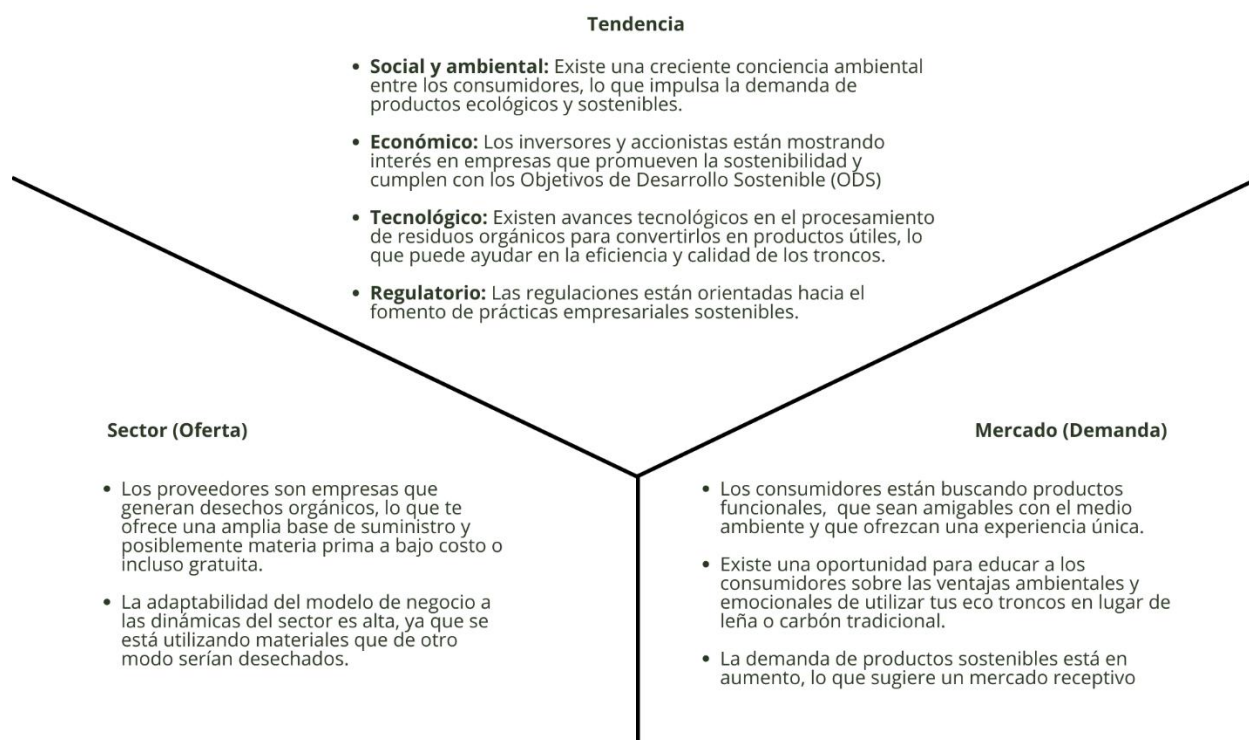 Tendencia
• Social y ambiental: Existe una creciente conciencia ambiental
entre los consumidores, lo que impulsa la demanda de
productos ecológicos y sostenibles.
• Económico: Los inversores y accionistas están mostrando
interés en empresas que promueven la sostenibilidad y
cumplen con los Objetivos de Desarrollo Sostenible (ODS)
• Tecnológico: Existen avances tecnológicos en el procesamiento
de residuos orgánicos para convertirlos en productos útiles, lo
que puede ayudar en la eficiencia y calidad de los troncos.
• Regulatorio: Las regulaciones están orientadas hacia el
fomento de prácticas empresariales sostenibles.
Sector (Oferta)
• Los proveedores son empresas que
generan desechos orgánicos, lo que te
ofrece una amplia base de suministro y
posiblemente materia prima a bajo costo o
incluso gratuita.
• La adaptabilidad del modelo de negocio a
las dinámicas del sector es alta, ya que se
está utilizando materiales que de otro
modo serían desechados.
Mercado (Demanda)
• Los consumidores están buscando productos
funcionales, que sean amigables con el medio
ambiente y que ofrezcan una experiencia única.
• Existe una oportunidad para educar a los
consumidores sobre las ventajas ambientales y
emocionales de utilizar tus eco troncos en lugar de
leña o carbón tradicional.
• La demanda de productos sostenibles está en
aumento, lo que sugiere un mercado receptivo